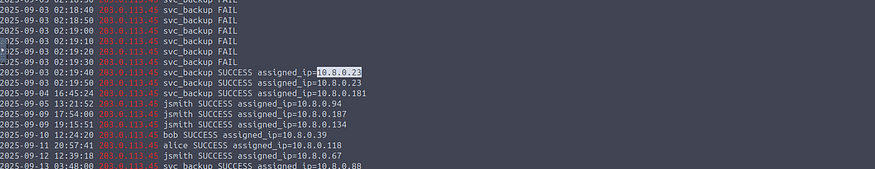 2025-09-03 02:18:30 203.0.113.45 svc_backup FAIL
2025-09-03 02:18:40 203.0.113.45 svc_backup FAIL
2025-09-03 02:18:50 203.0.113.45 svc_backup FAIL
2025-09-03 02:19:00 203.0.113.45 svc_backup FAIL
2025-09-03 02:19:10 203.0.113.45 svc_backup FAIL
2025-09-03 02:19:20 203.0.113.45 svc_backup FAIL
2025-09-03 02:19:30 203.0.113.45 svc_backup FAIL
2025-09-03 02:19:40 203.0.113.45 svc_backup SUCCESS assigned_ip=10.8.0.23
2025-09-03 02:19:50 203.0.113.45 svc_backup SUCCESS assigned_ip=10.8.0.23
2025-09-04 16:45:24 203.0.113.45 svc_backup SUCCESS assigned_ip=10.8.0.181
2025-09-05 13:21:52 203.0.113.45 jsmith SUCCESS assigned_ip=10.8.0.94
2025-09-09 17:54:00 203.0.113.45 jsmith SUCCESS assigned_ip=10.8.0.187
2025-09-09 19:15:51 203.0.113.45 jsmith SUCCESS assigned_ip=10.8.0.134
2025-09-10 12:24:20 203.0.113.45 bob SUCCESS assigned_ip=10.8.0.39
2025-09-11 20:57:41 203.0.113.45 alice SUCCESS assigned_ip=10.8.0.118
2025-09-12 12:39:18 203.0.113.45 jsmith SUCCESS assigned_ip=10.8.0.67
2025-09-13 03:48:00 203.0.113.45 svc_backup SUCCESS assigned_ip=10.8.0.88